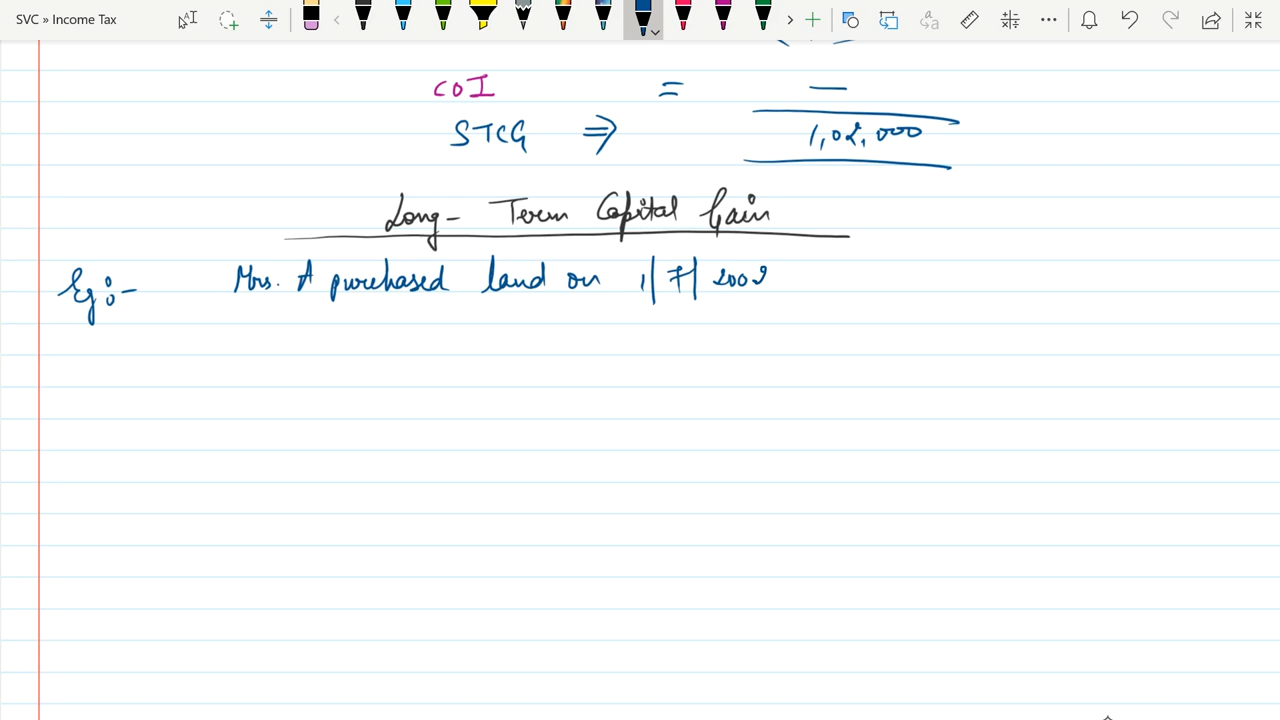 SVC » Income Tax
COI = —
STCG ⇒ 1,02,000
Long- Term Capital Gain
Eg:- Mrs. A purchased land on 1|7|2002